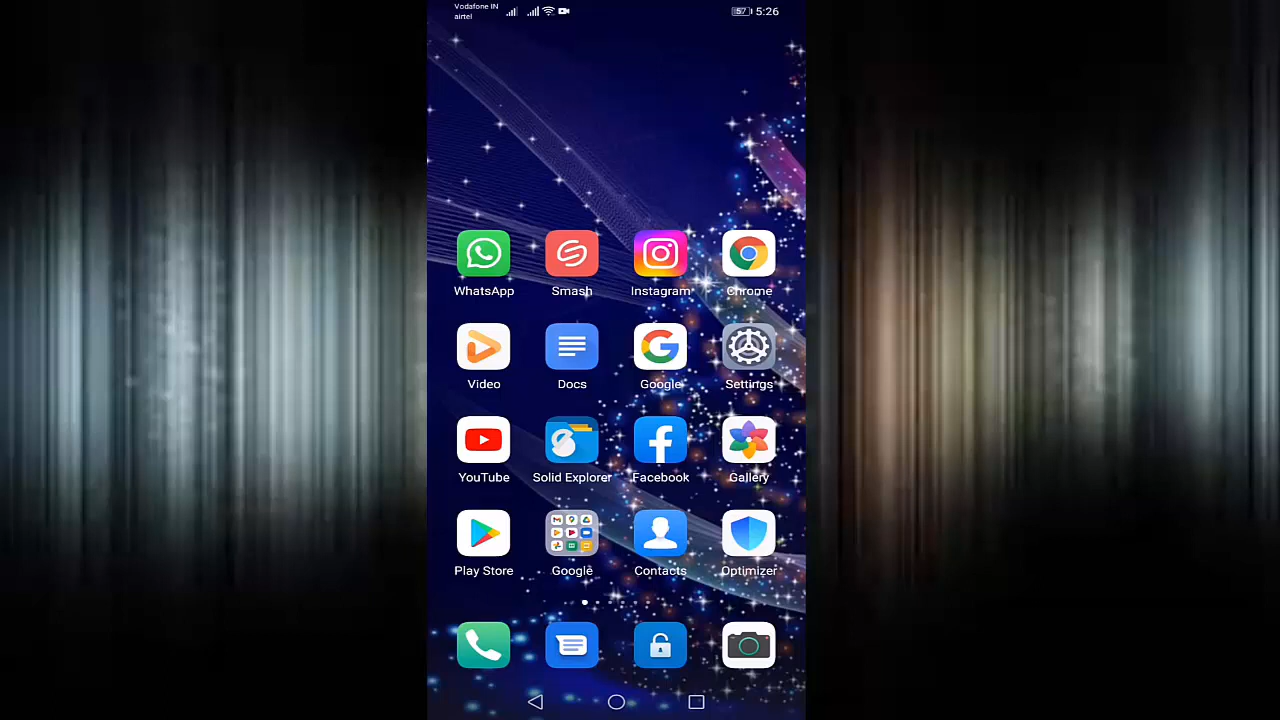 Vodafone IN
airtel
57 5:26
WhatsApp Smash Instagram Chrome
Video Docs Google Settings
YouTube Solid Explorer Facebook Gallery
Play Store Google Contacts Optimizer